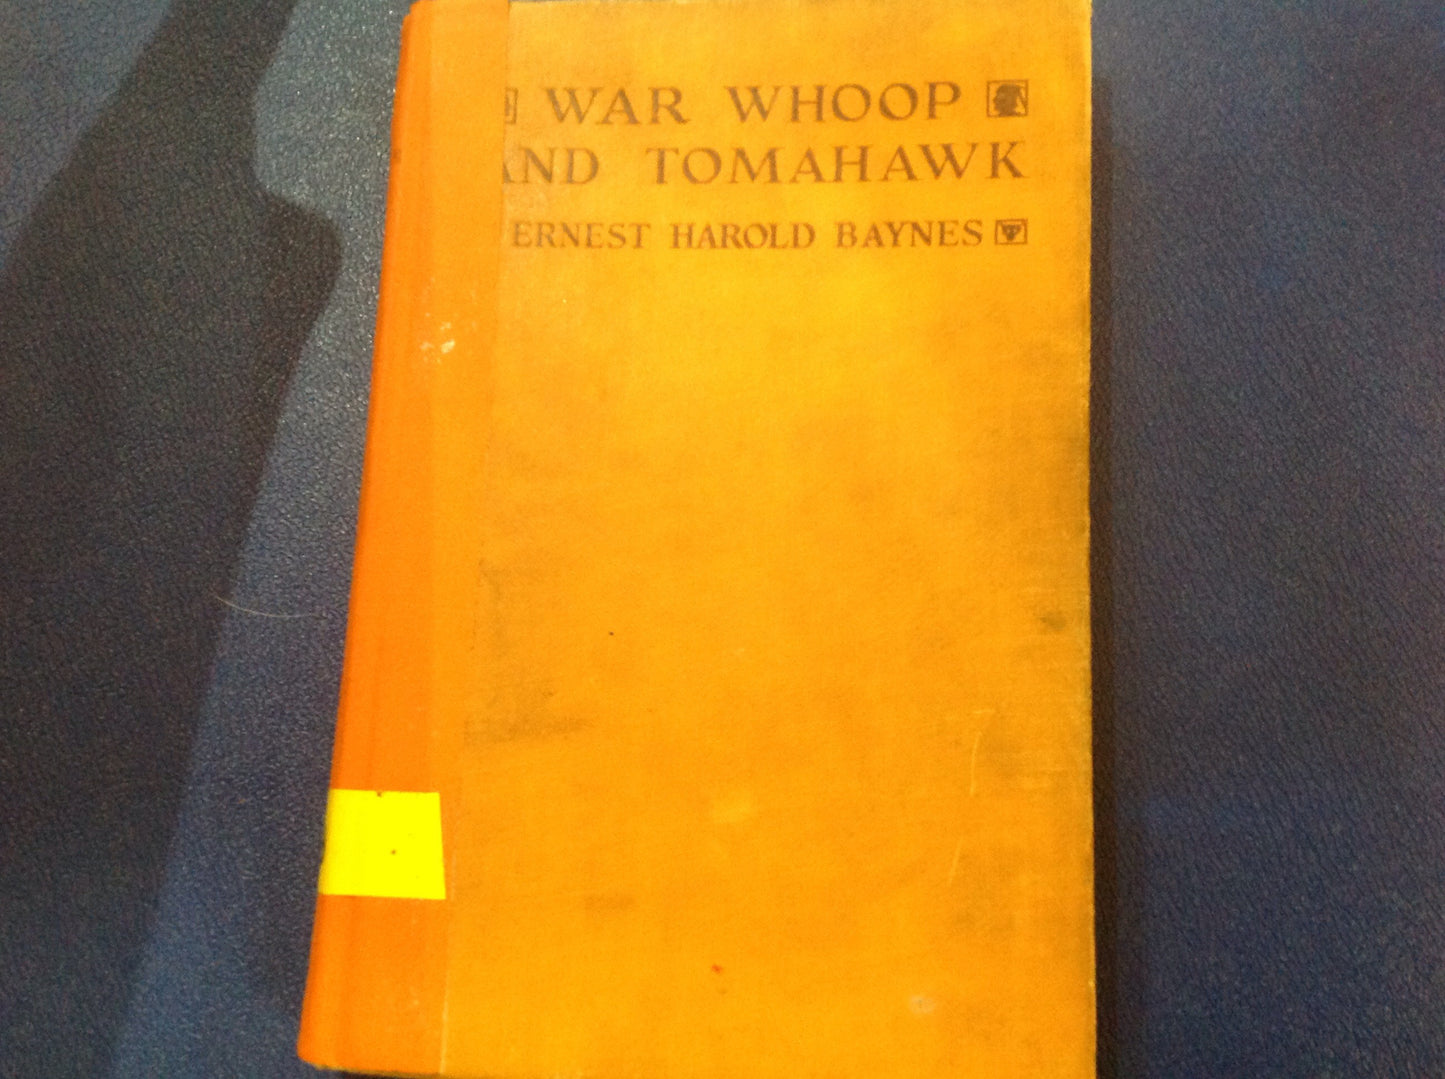 WAR WHOOP
AND TOMAHAWK
ERNEST HAROLD BAYNES